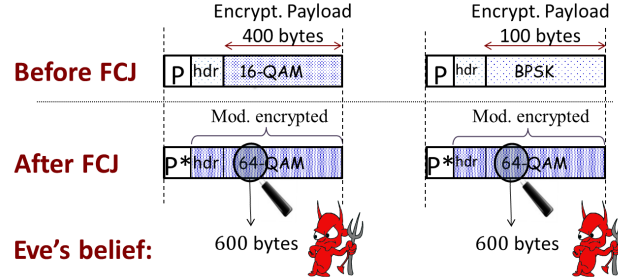 Encrypt. Payload Encrypt. Payload
400 bytes 100 bytes
Before FCJ P hdr 16-QAM P hdr BPSK
Mod. encrypted Mod. encrypted
After FCJ P* hdr 64-QAM P* hdr 64-QAM
Eve's belief: 600 bytes 600 bytes